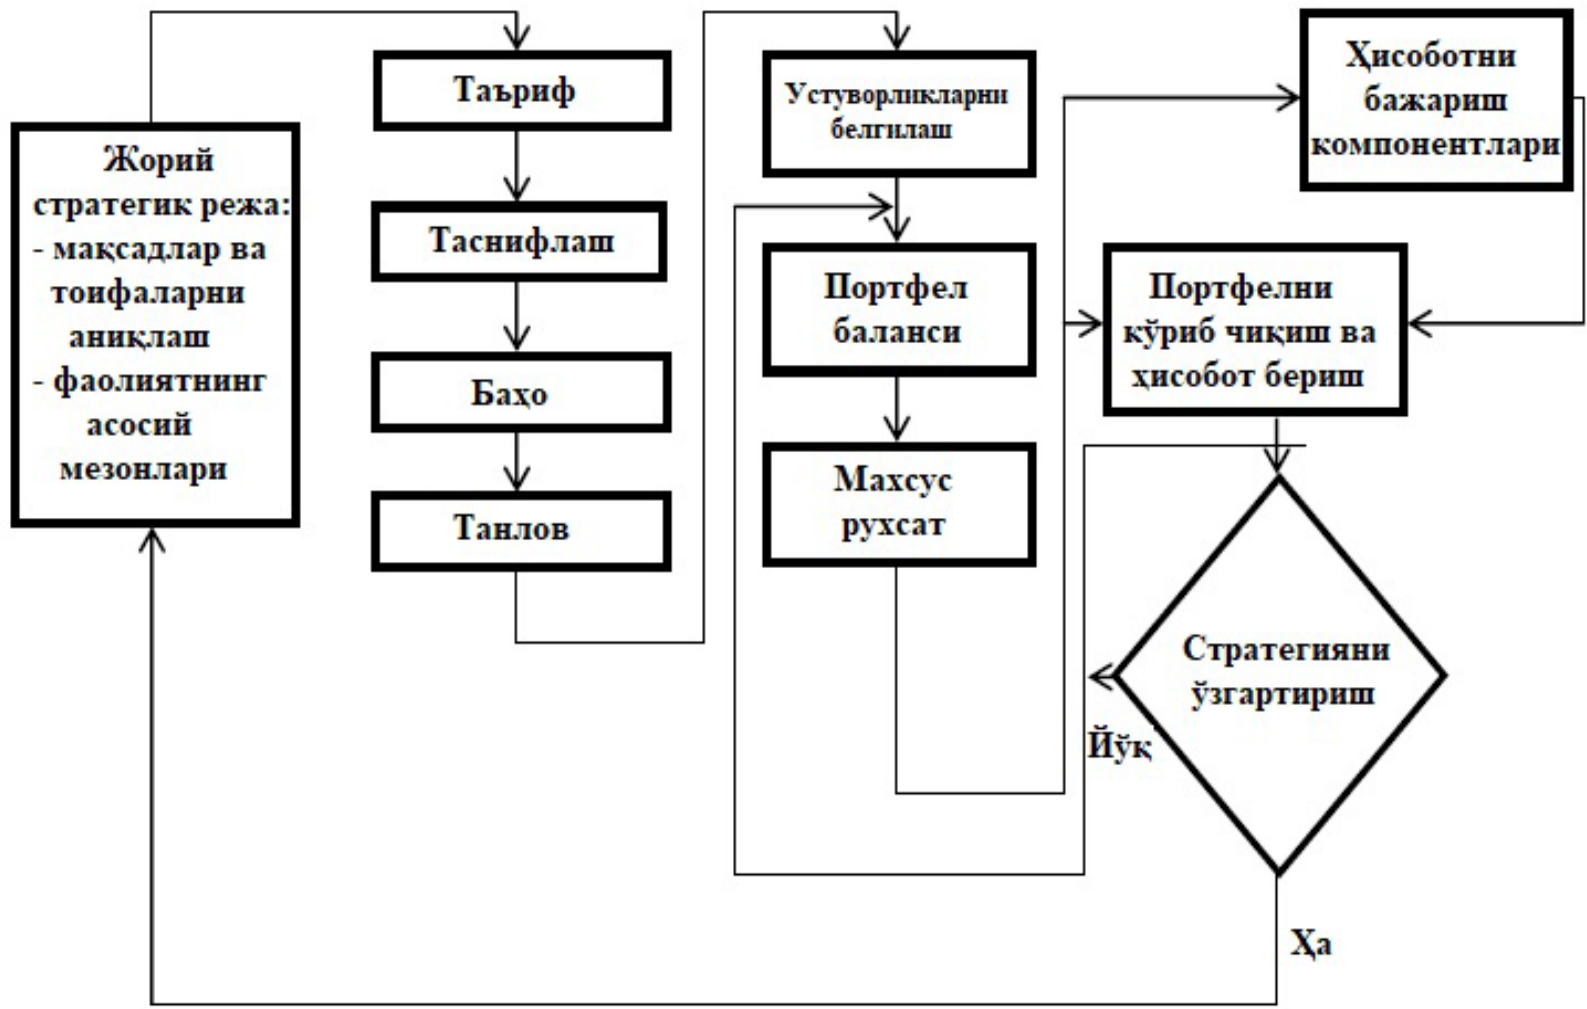 Жорий
стратегик режа:
- мақсадлар ва
тоифаларни
аниқлаш
- фаолиятнинг
асосий
мезонлари
Таъриф
Таснифлаш
Баҳо
Танлов
Устуворликларни
белгилаш
Портфел
баланси
Махсус
рухсат
Ҳисоботни
бажариш
компонентлари
Портфелни
кўриб чиқиш ва
ҳисобот бериш
Стратегияни
ўзгартириш
Йўқ
Ҳа